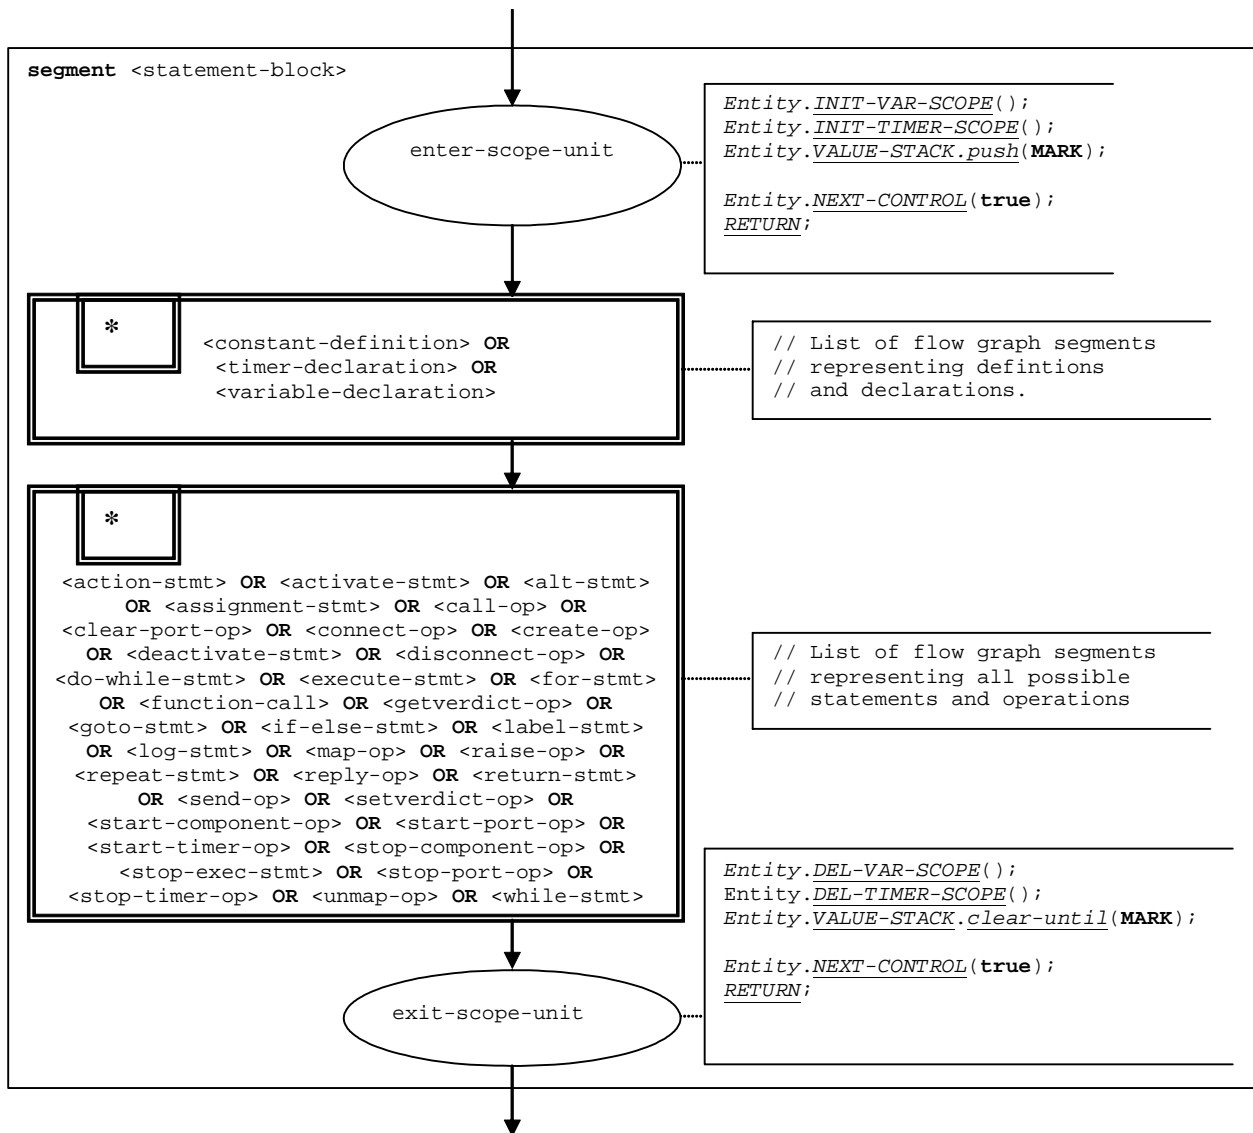 segment <statement-block>
enter-scope-unit
Entity.INIT-VAR-SCOPE();
Entity.INIT-TIMER-SCOPE();
Entity.VALUE-STACK.push(MARK);
Entity.NEXT-CONTROL(true);
RETURN;
*
<constant-definition> OR
<timer-declaration> OR
<variable-declaration>
// List of flow graph segments
// representing defintions
// and declarations.
*
<action-stmt> OR <activate-stmt> OR <alt-stmt>
OR <assignment-stmt> OR <call-op> OR
<clear-port-op> OR <connect-op> OR <create-op>
OR <deactivate-stmt> OR <disconnect-op> OR
<do-while-stmt> OR <execute-stmt> OR <for-stmt>
OR <function-call> OR <getverdict-op> OR
<goto-stmt> OR <if-else-stmt> OR <label-stmt>
OR <log-stmt> OR <map-op> OR <raise-op> OR
<repeat-stmt> OR <reply-op> OR <return-stmt>
OR <send-op> OR <setverdict-op> OR
<start-component-op> OR <start-port-op> OR
<start-timer-op> OR <stop-component-op> OR
<stop-exec-stmt> OR <stop-port-op> OR
<stop-timer-op> OR <unmap-op> OR <while-stmt>
// List of flow graph segments
// representing all possible
// statements and operations
exit-scope-unit
Entity.DEL-VAR-SCOPE();
Entity.DEL-TIMER-SCOPE();
Entity.VALUE-STACK.clear-until(MARK);
Entity.NEXT-CONTROL(true);
RETURN;